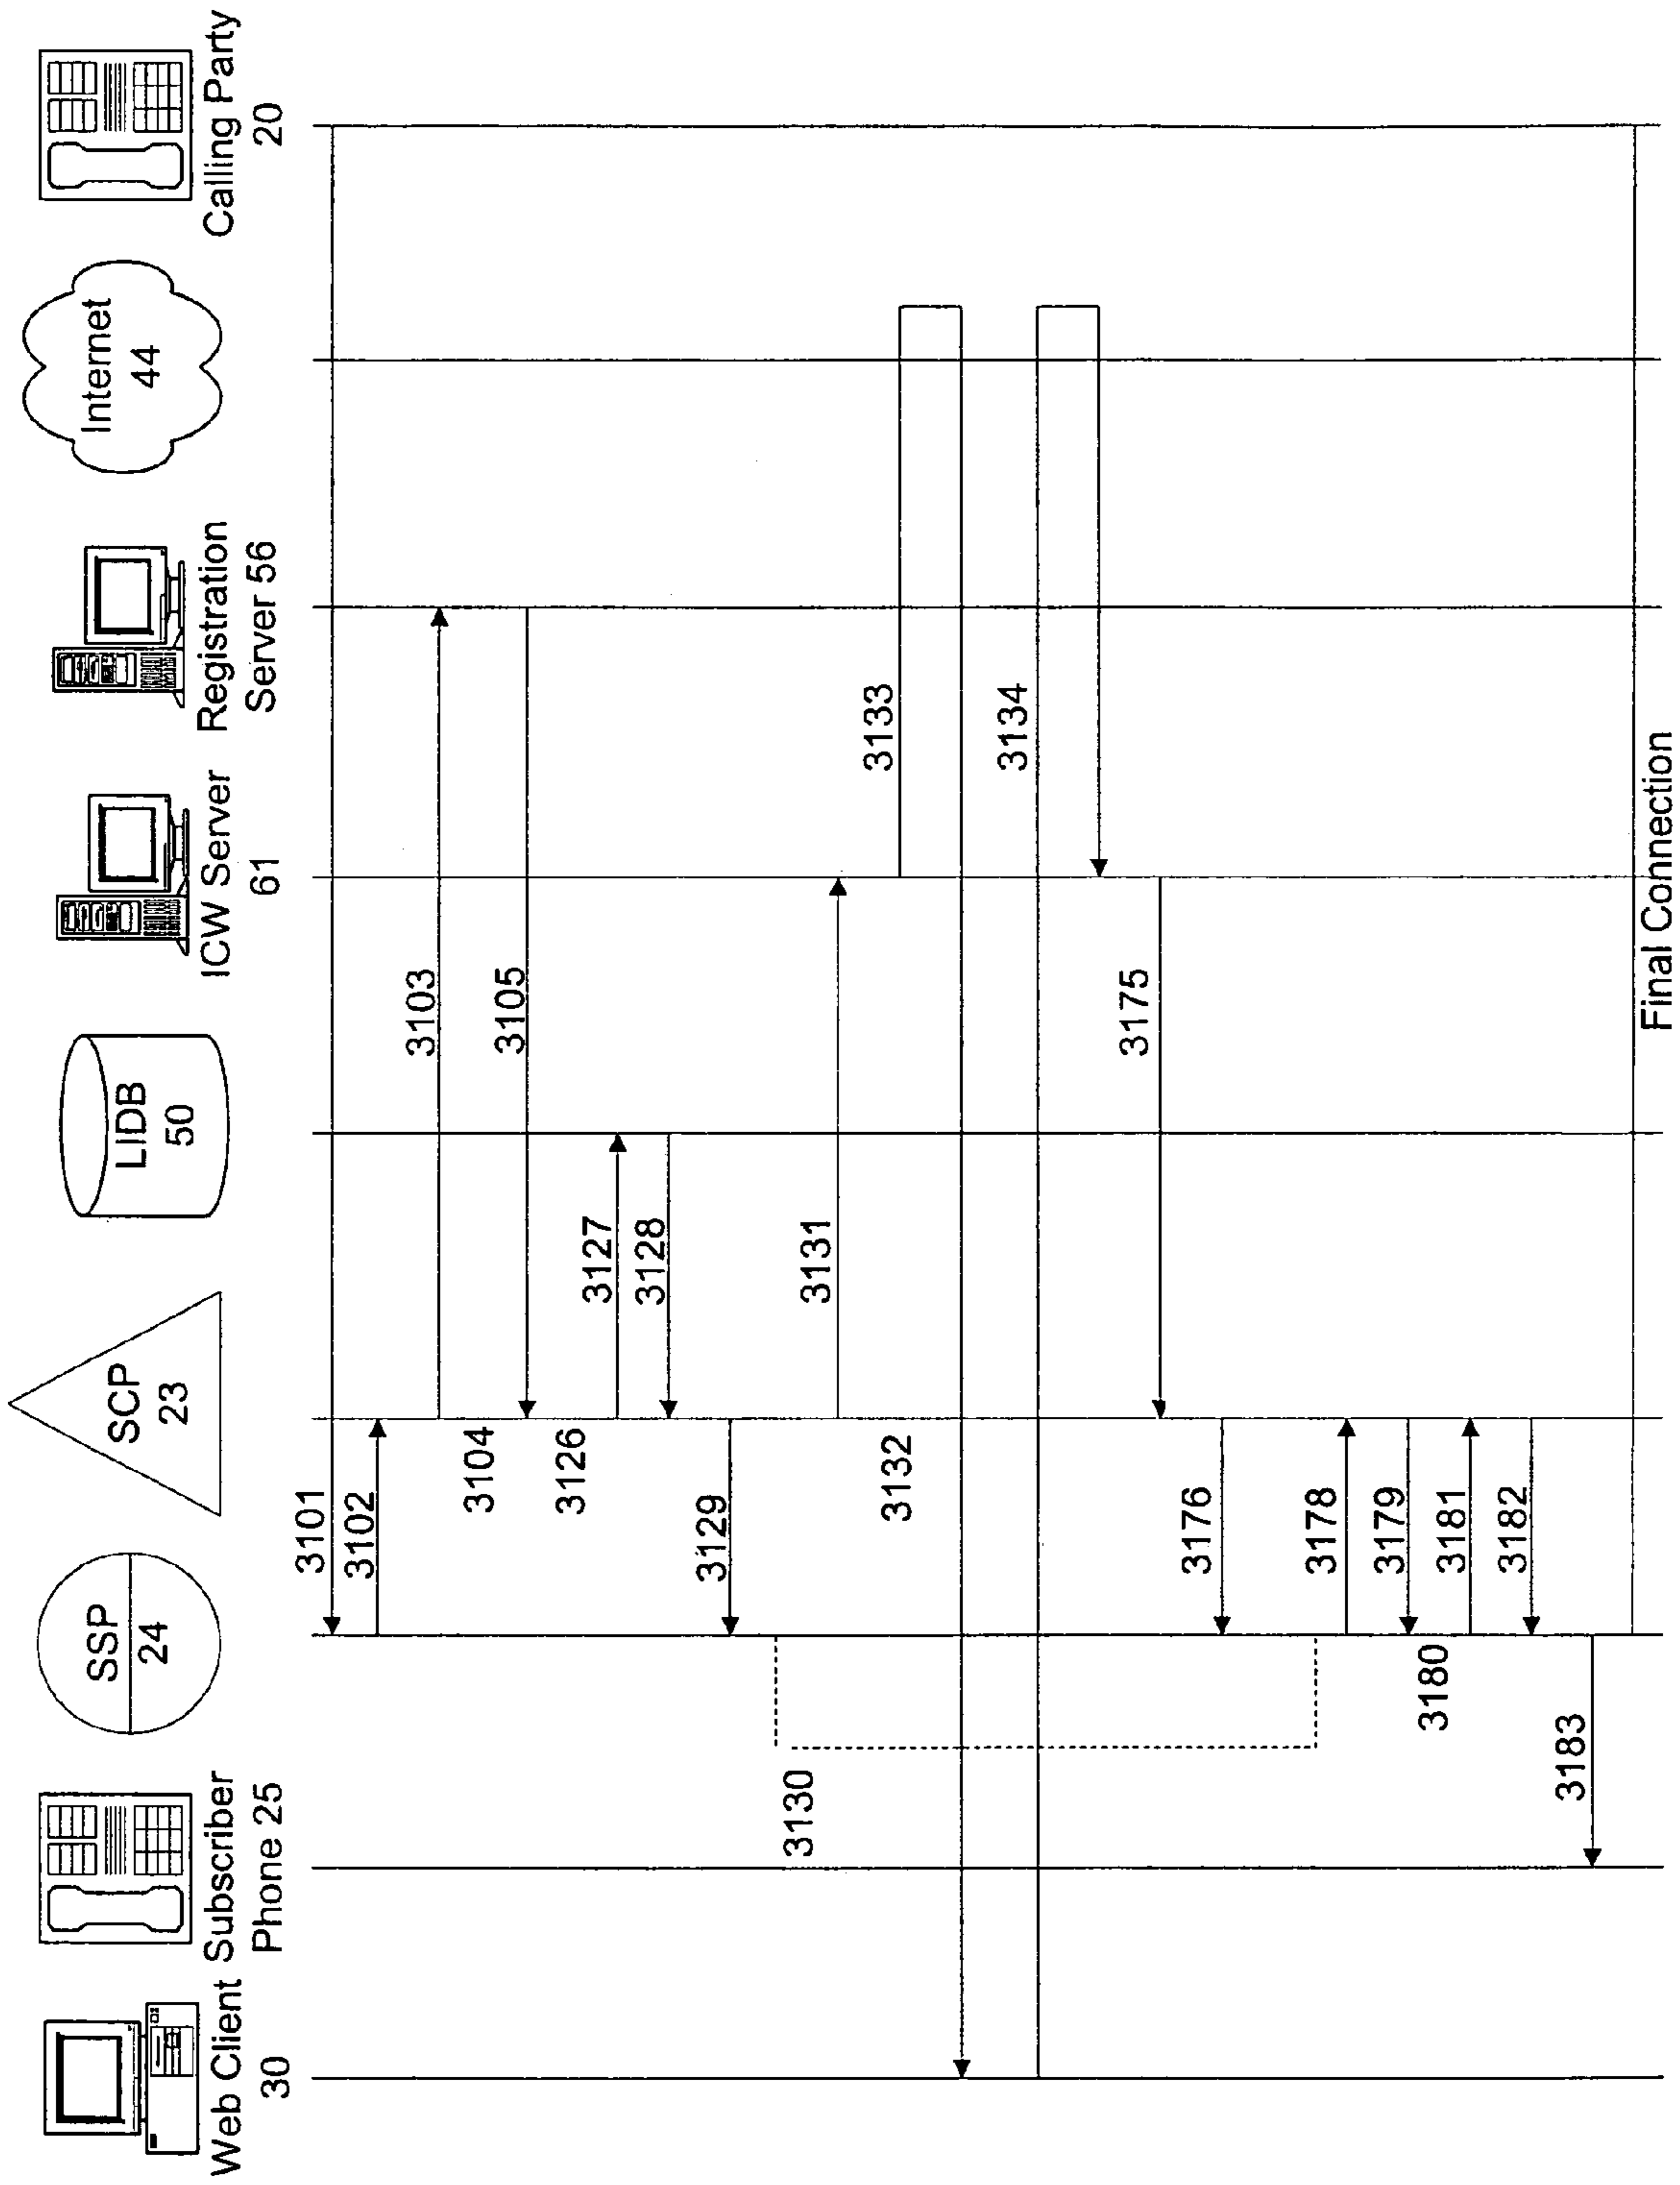 Web Client
30
Subscriber
Phone 25
SSP
24
SCP
23
LIDB
50
ICW Server
61
Registration
Server 56
Internet
44
Calling Party
20
3101
3102
3103
3104
3105
3126
3127
3128
3129
3130
3131
3132
3133
3134
3175
3176
3178
3179
3180
3181
3182
3183
Final Connection